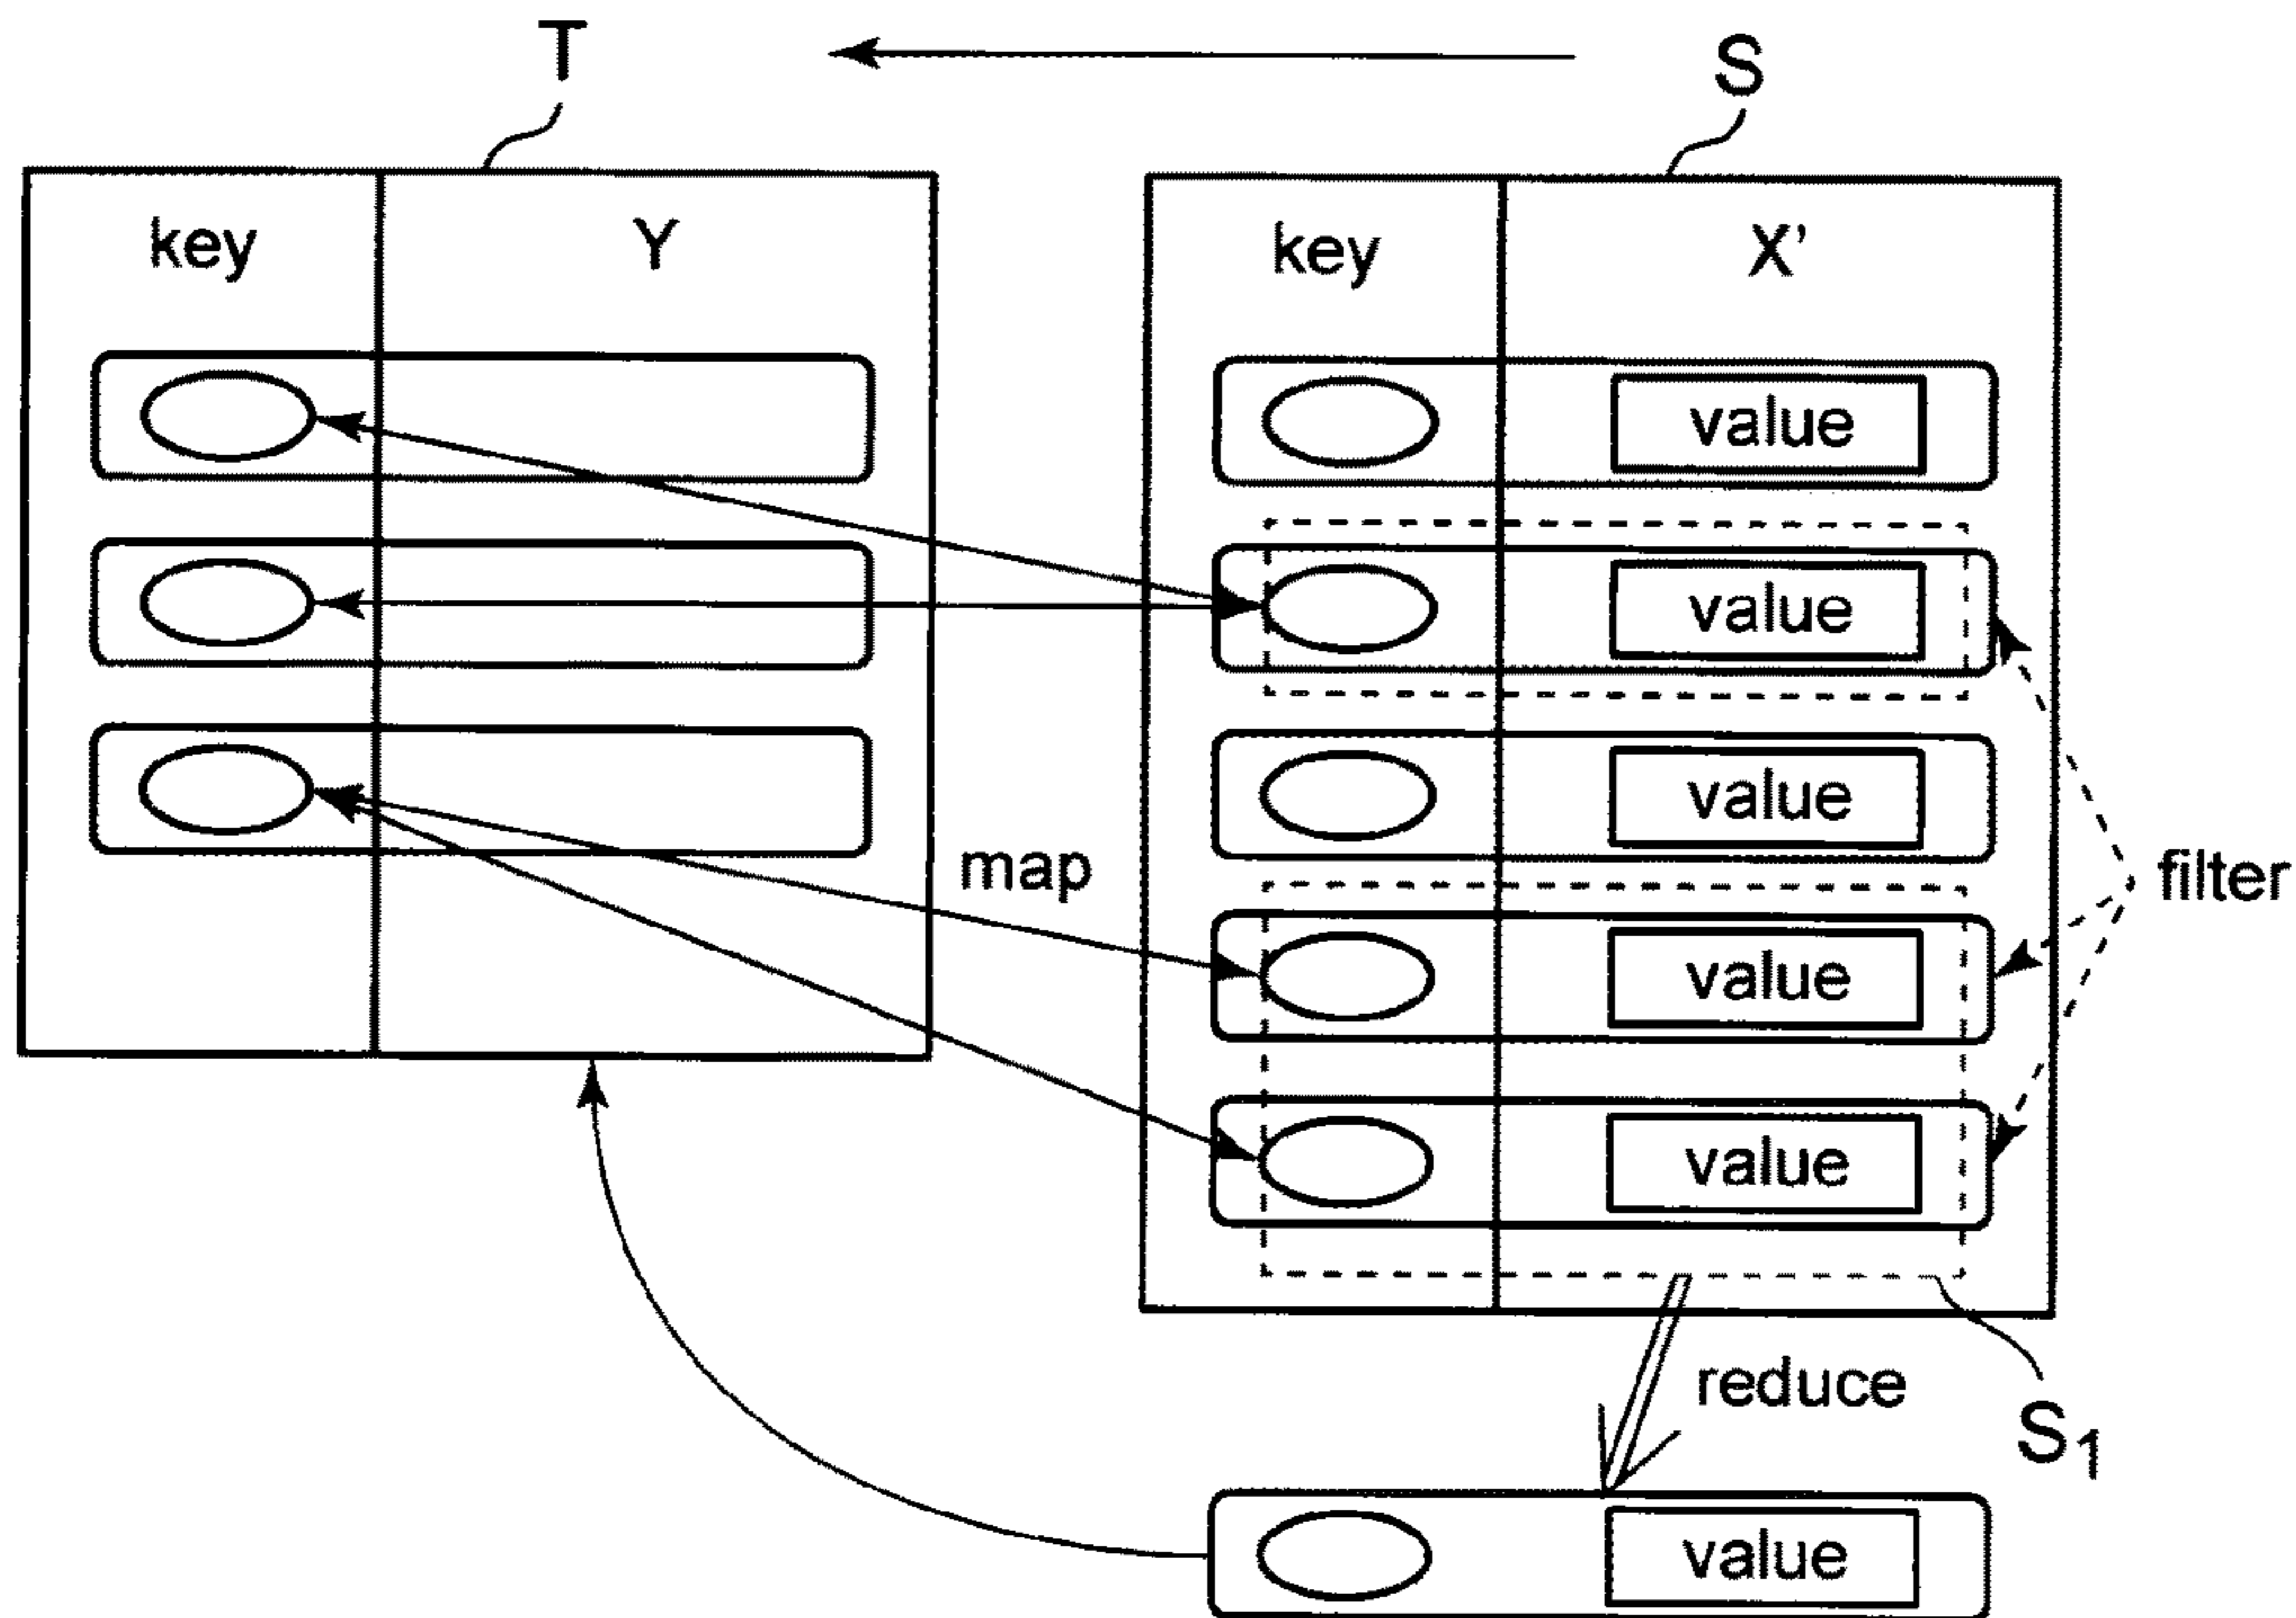 T
S
key Y
key X'
value
value
value
map
filter
value
value
reduce
S₁
value